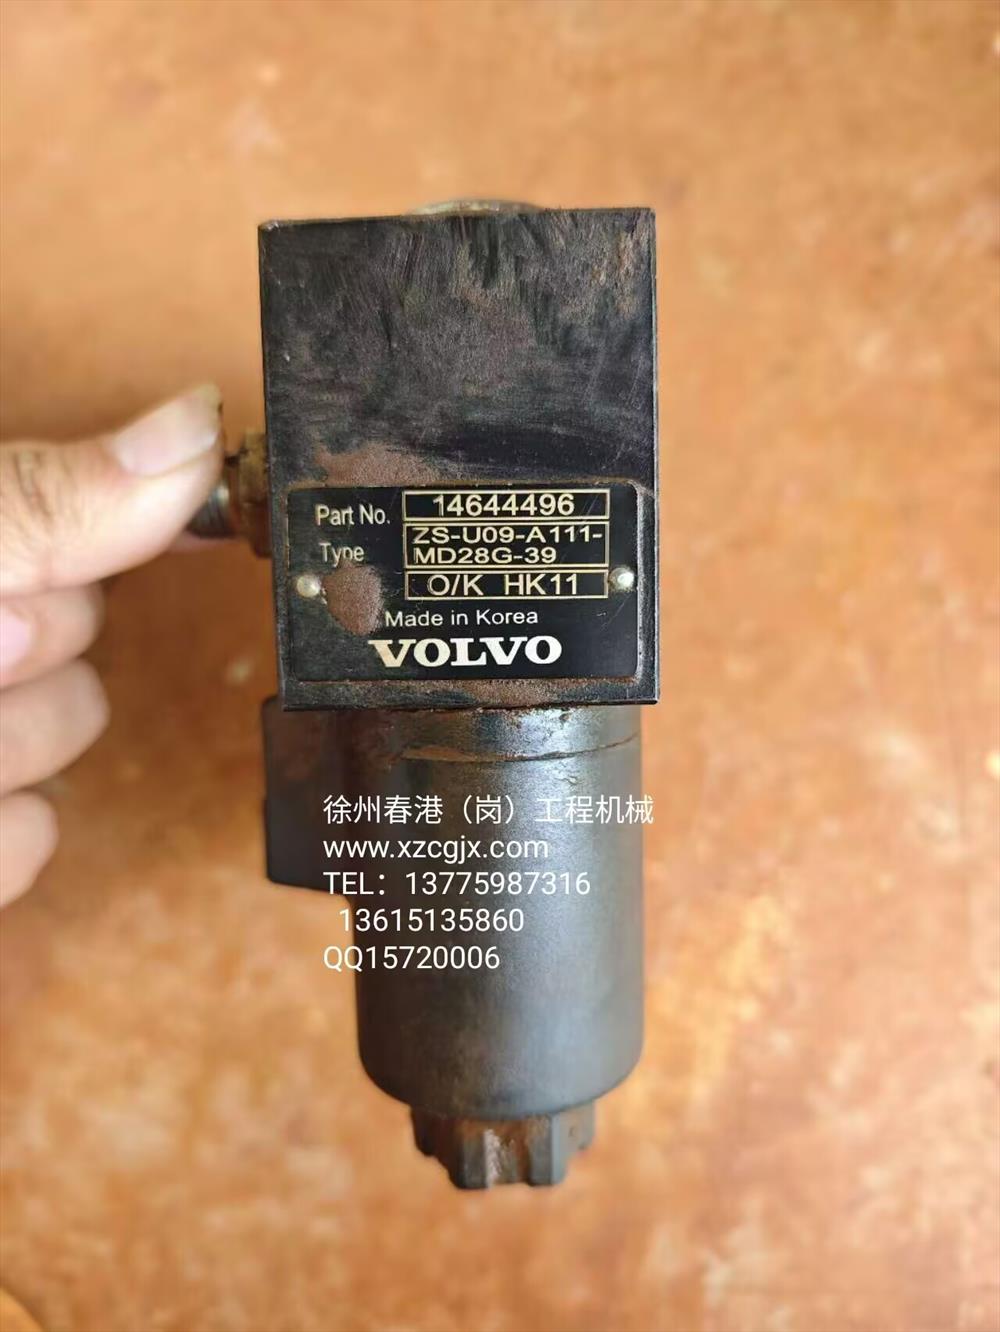 Part No. 14644496
Type ZS-U09-A111-
MD28G-39
O/K HK11
Made in Korea
VOLVO
徐州春港（岗）工程机械
www.xzcgjx.com
TEL：13775987316
13615135860
QQ15720006